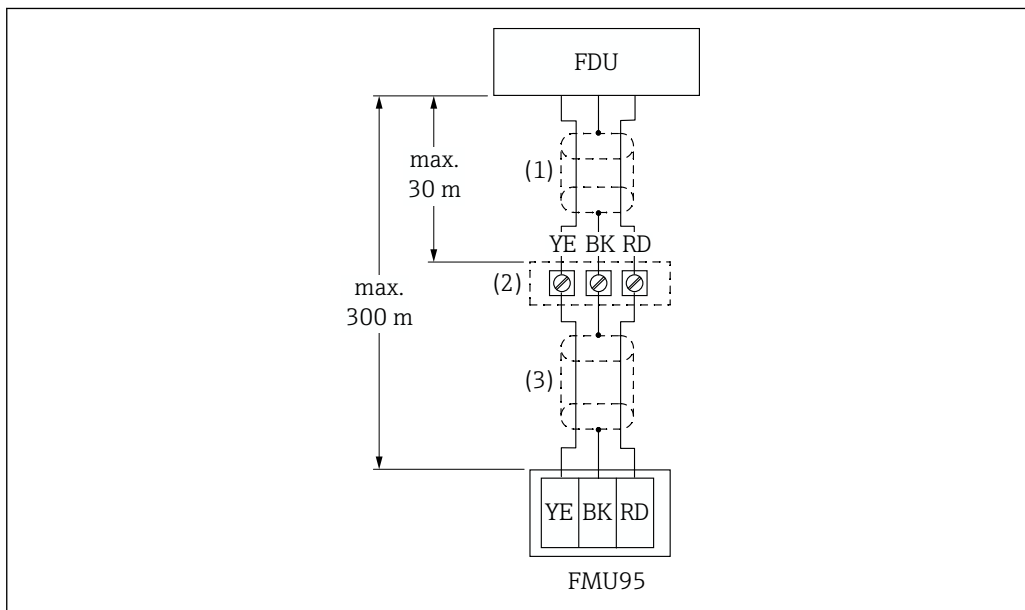 FDU
max.
30 m
(1)
YE BK RD
(2)
max.
300 m
(3)
YE BK RD
FMU95